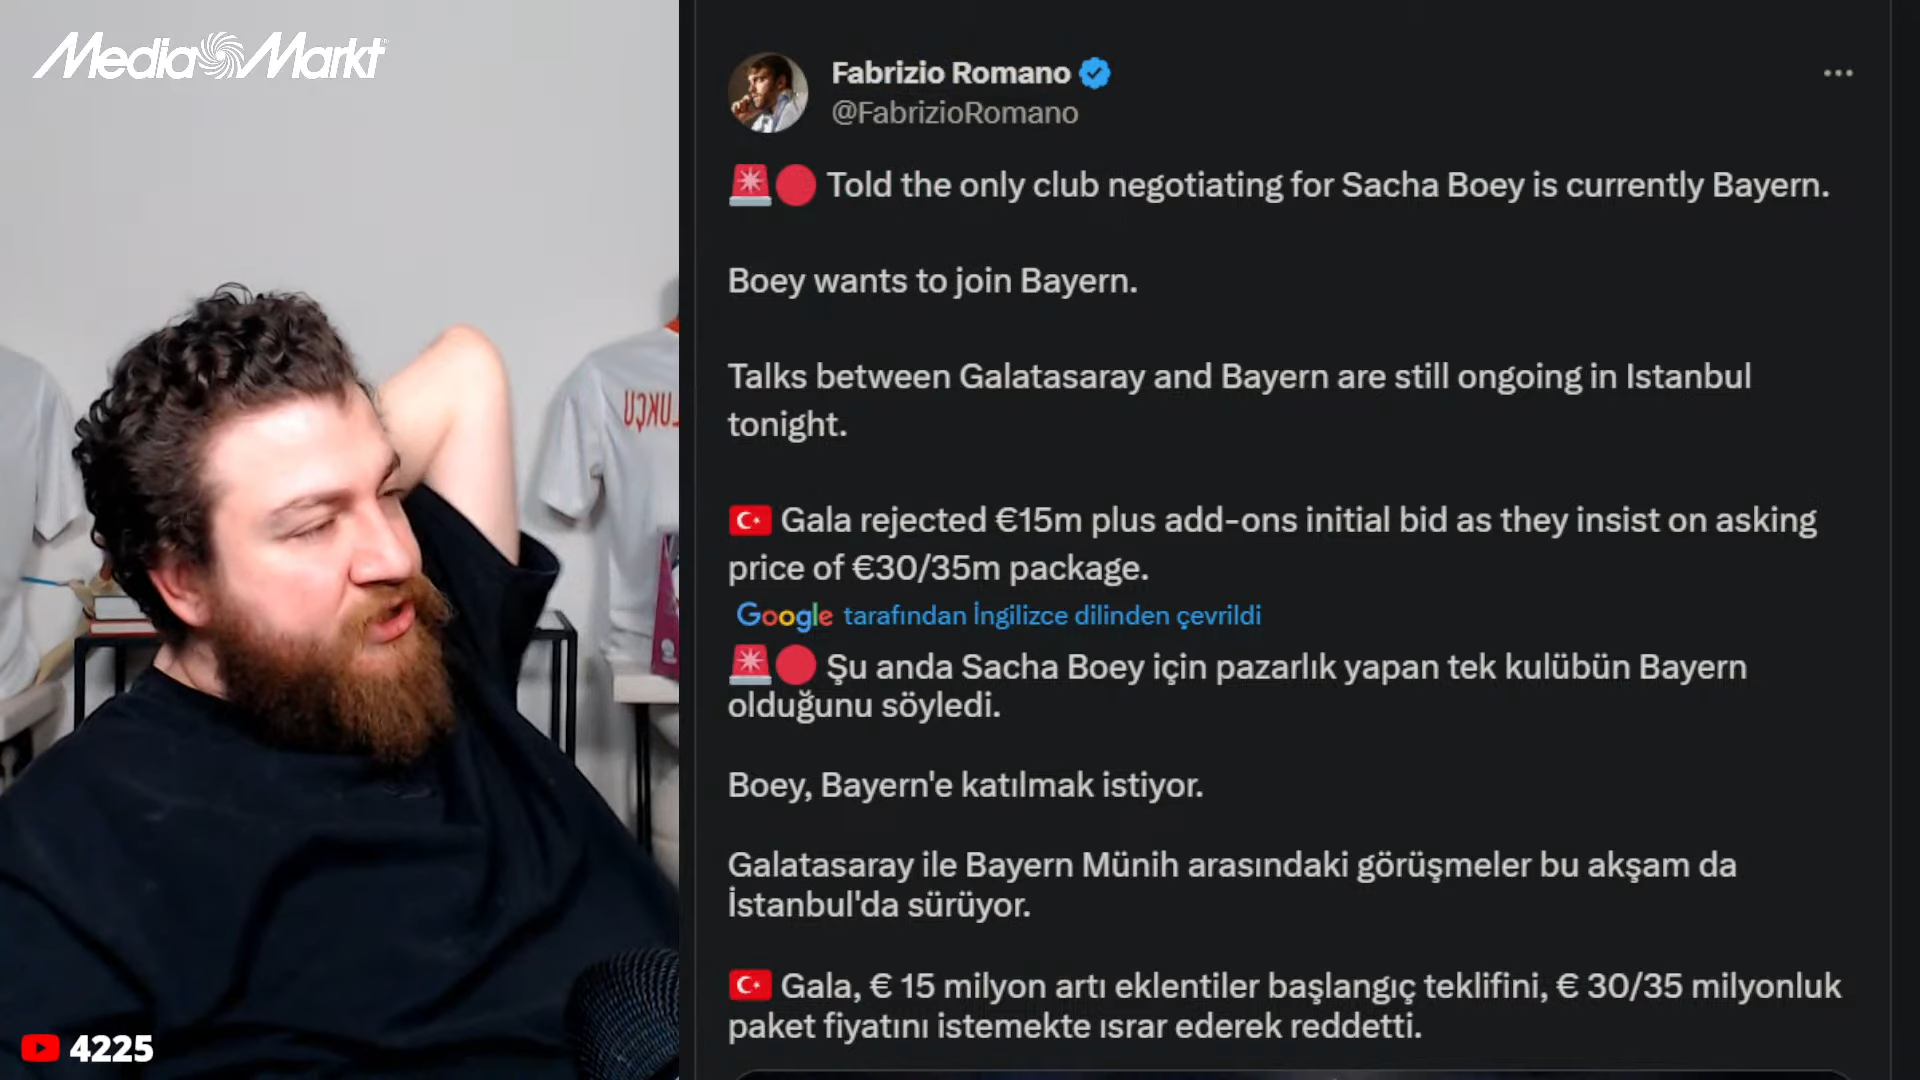 MediaMarkt
Fabrizio Romano
@FabrizioRomano
Told the only club negotiating for Sacha Boey is currently Bayern.
Boey wants to join Bayern.
Talks between Galatasaray and Bayern are still ongoing in Istanbul
tonight.
Gala rejected €15m plus add-ons initial bid as they insist on asking
price of €30/35m package.
Google tarafından İngilizce dilinden çevrildi
Şu anda Sacha Boey için pazarlık yapan tek kulübün Bayern
olduğunu söyledi.
Boey, Bayern'e katılmak istiyor.
Galatasaray ile Bayern Münih arasındaki görüşmeler bu akşam da
İstanbul'da sürüyor.
Gala, € 15 milyon artı eklentiler başlangıç teklifini, € 30/35 milyonluk
paket fiyatını istemekte ısrar ederek reddetti.
4225